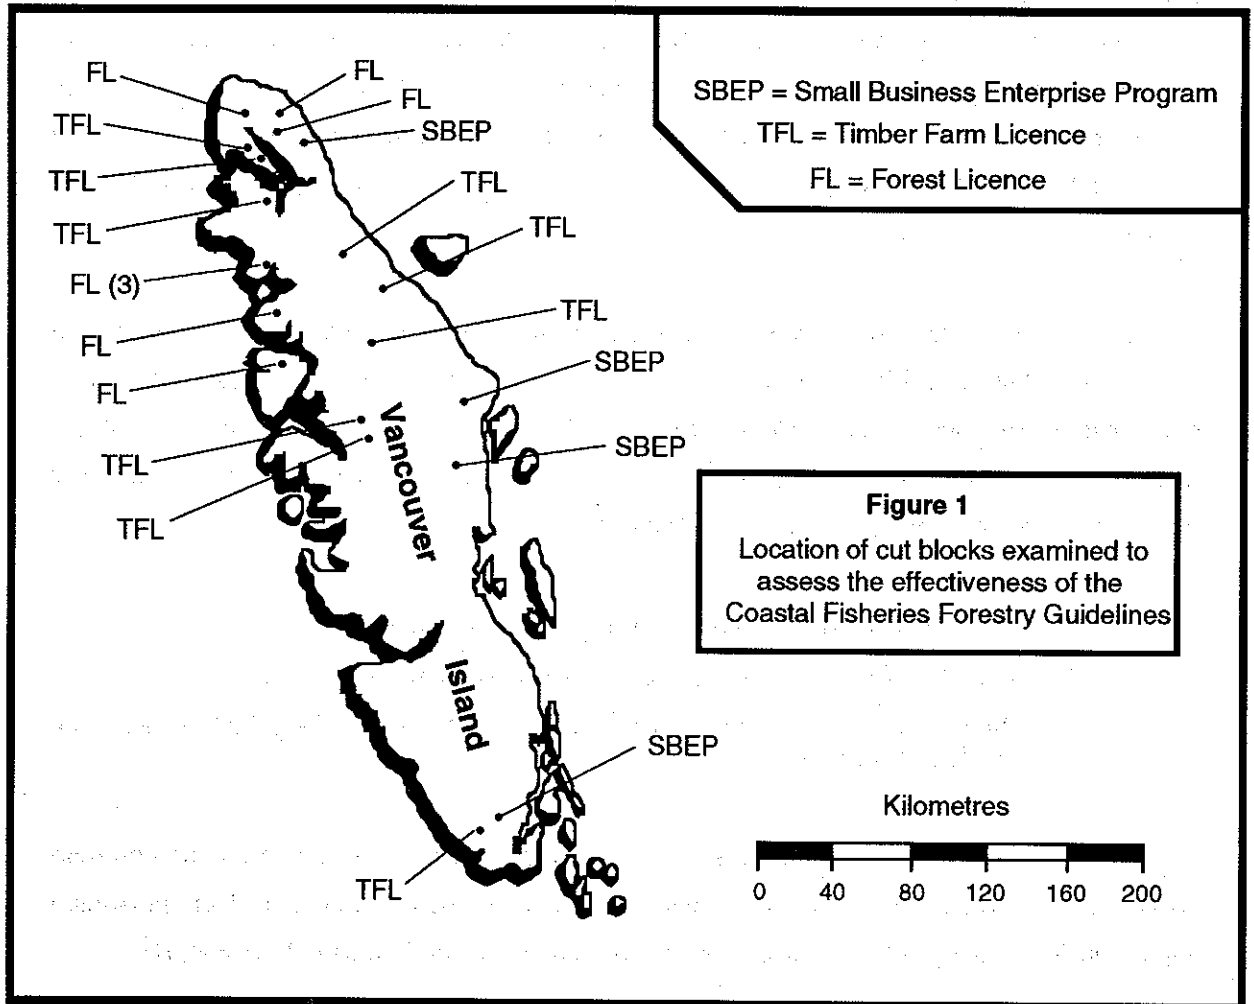 FL
FL
FL
TFL
SBEP
TFL
TFL
TFL
TFL
FL (3)
TFL
FL
SBEP
FL
SBEP
TFL
TFL
Vancouver
Island
SBEP
TFL
SBEP = Small Business Enterprise Program
TFL = Timber Farm Licence
FL = Forest Licence
Figure 1
Location of cut blocks examined to
assess the effectiveness of the
Coastal Fisheries Forestry Guidelines
Kilometres
0 40 80 120 160 200